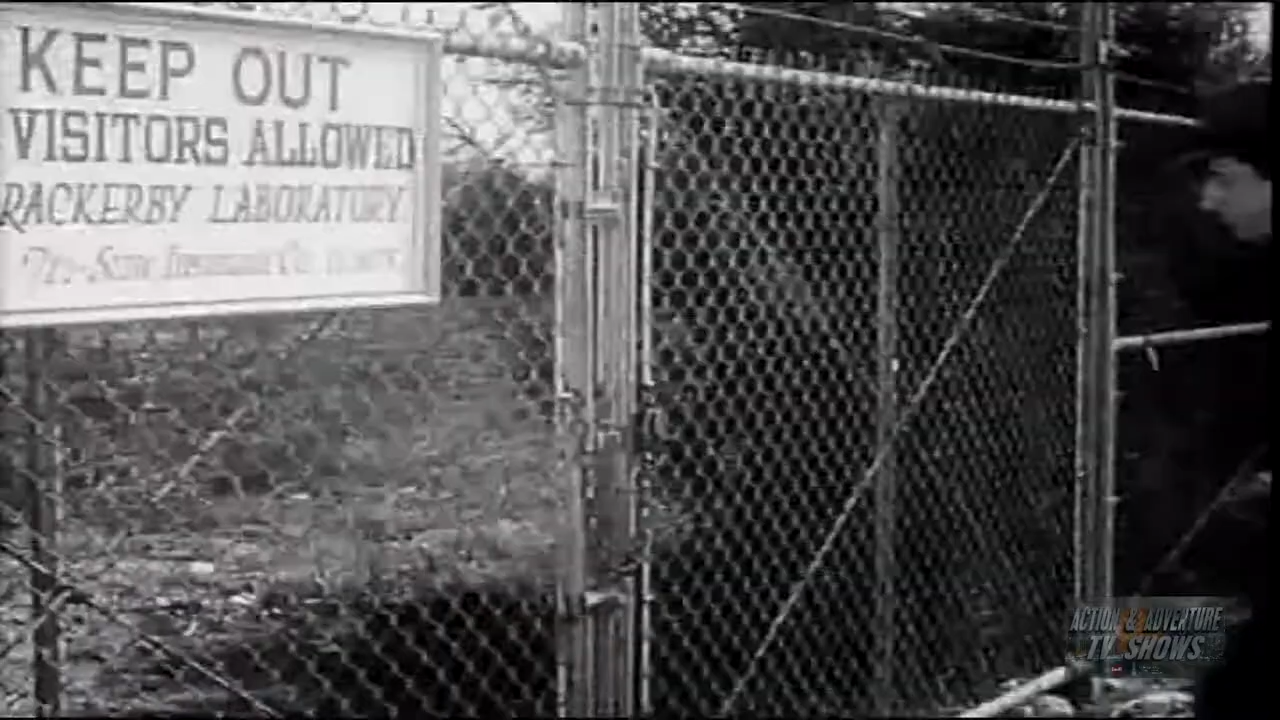 KEEP OUT
VISITORS ALLOWED
RACKERBY LABORATORY
ACTION & ADVENTURE
TV SHOWS